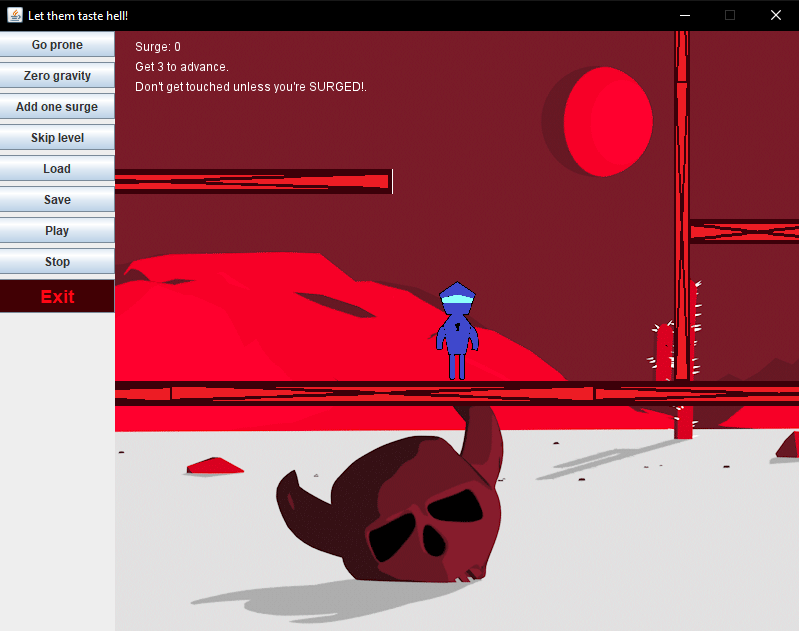 Let them taste hell!
Go prone
Zero gravity
Add one surge
Skip level
Load
Save
Play
Stop
Exit
Surge: 0
Get 3 to advance.
Don't get touched unless you're SURGED!.